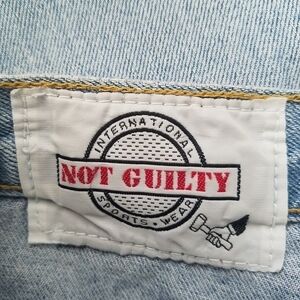 INTERNATIONAL
NOT GUILTY
SPORTS • WEAR